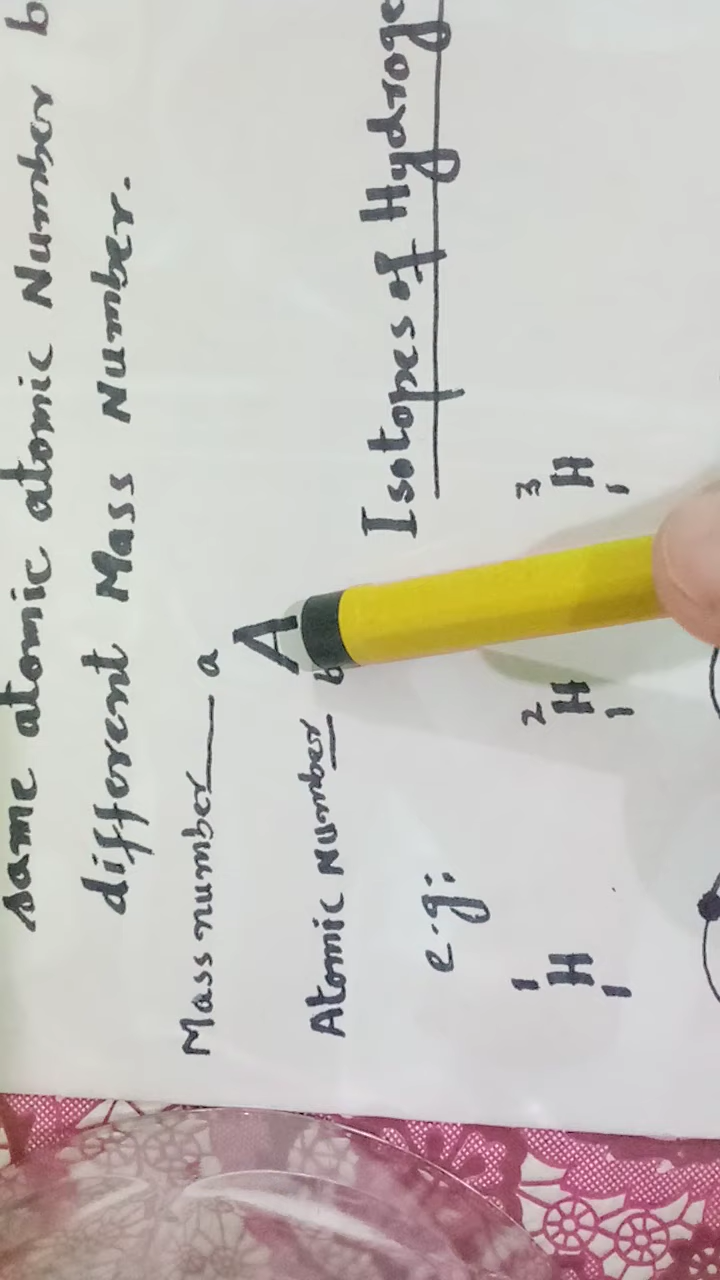 same atomic atomic Number b
different Mass Number.
Mass number a
A
Atomic Number b
Isotopes of Hydroge
e.g:
1 2 3
H H H
1 1 1